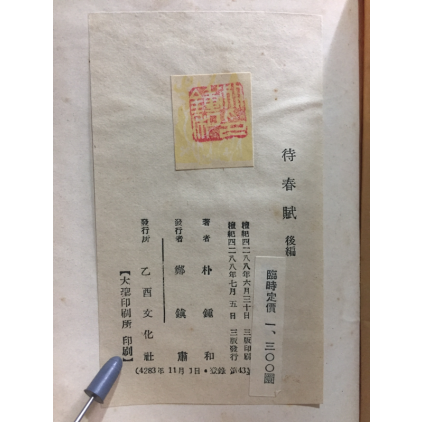 待春賦 後編
臨時定價 一、三〇〇圜
檀紀四二八八年六月三十日 三版印刷
檀紀四二八八年七月五日 三版發行
著者 朴鍾和
發行者 鄭鎭肅
發行所 乙酉文化社
【大韓印刷所 印刷】
(4283年11月1日·登錄 第43)